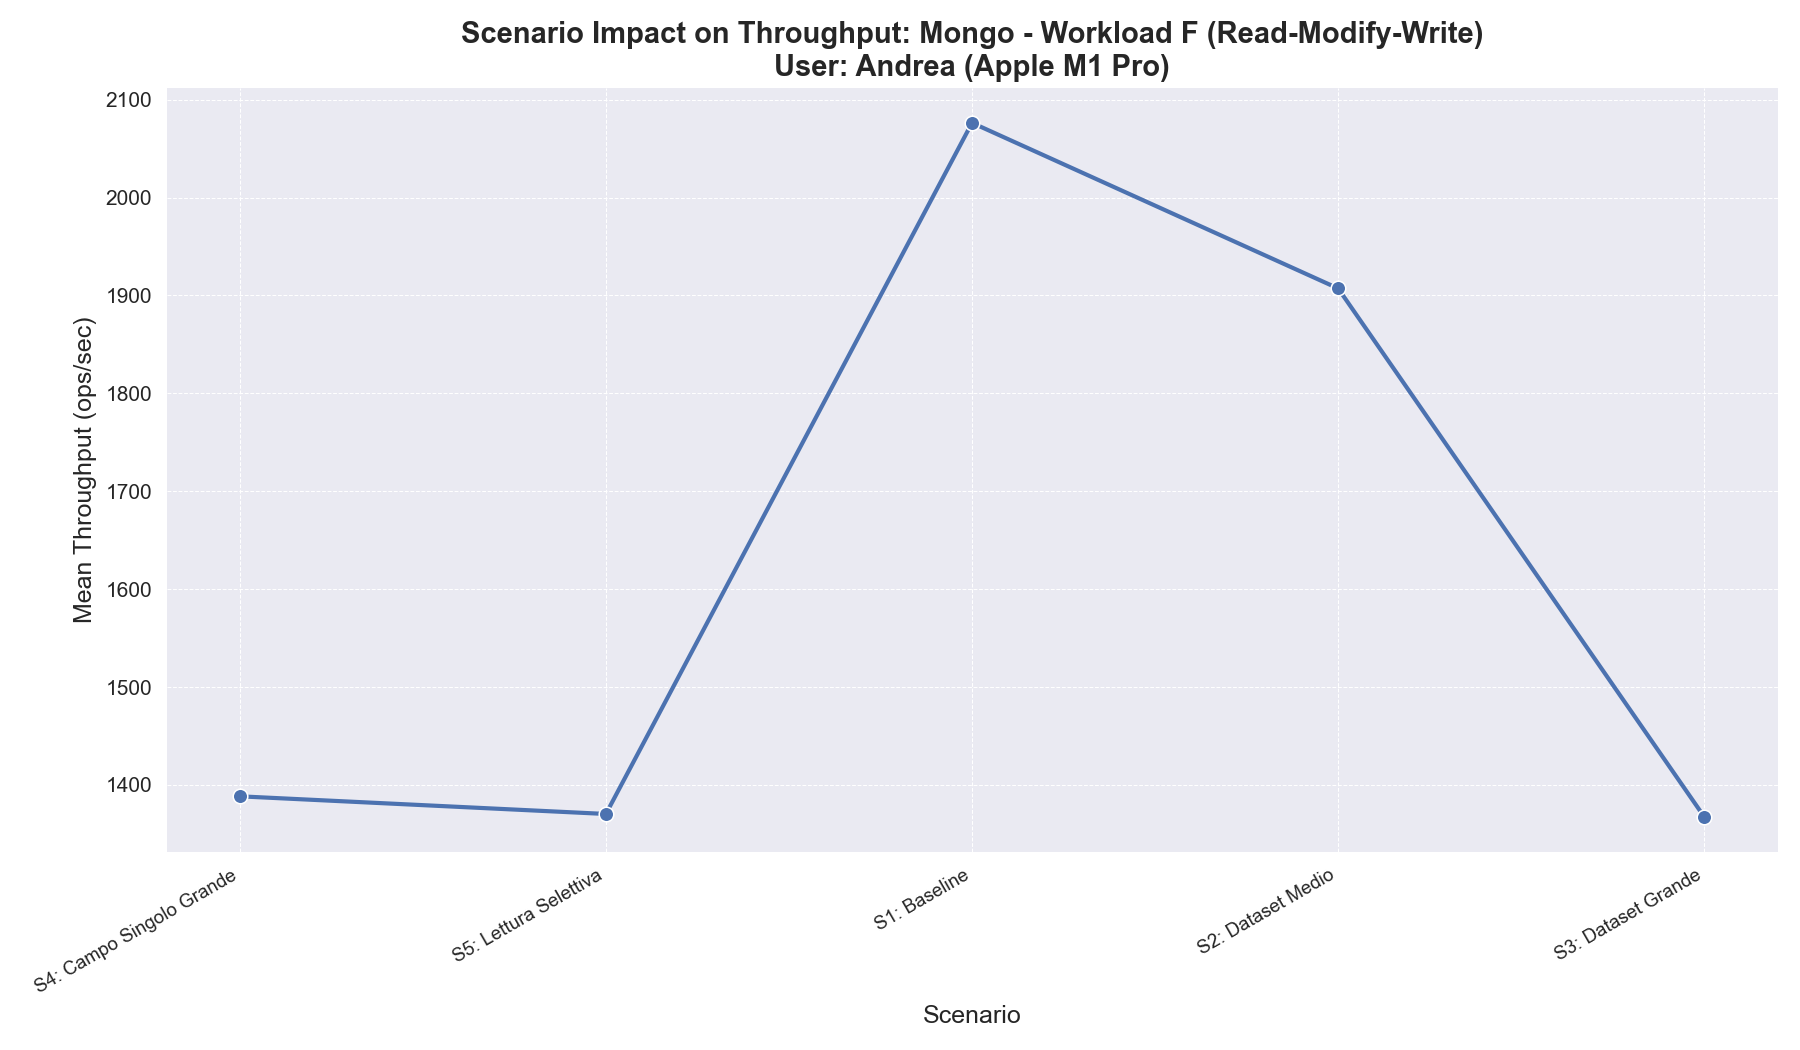 Scenario Impact on Throughput: Mongo - Workload F (Read-Modify-Write)
User: Andrea (Apple M1 Pro)
2100
2000
1900
1800
1700
1600
1500
1400
Mean Throughput (ops/sec)
S4: Campo Singolo Grande
S5: Lettura Selettiva
S1: Baseline
S2: Dataset Medio
S3: Dataset Grande
Scenario